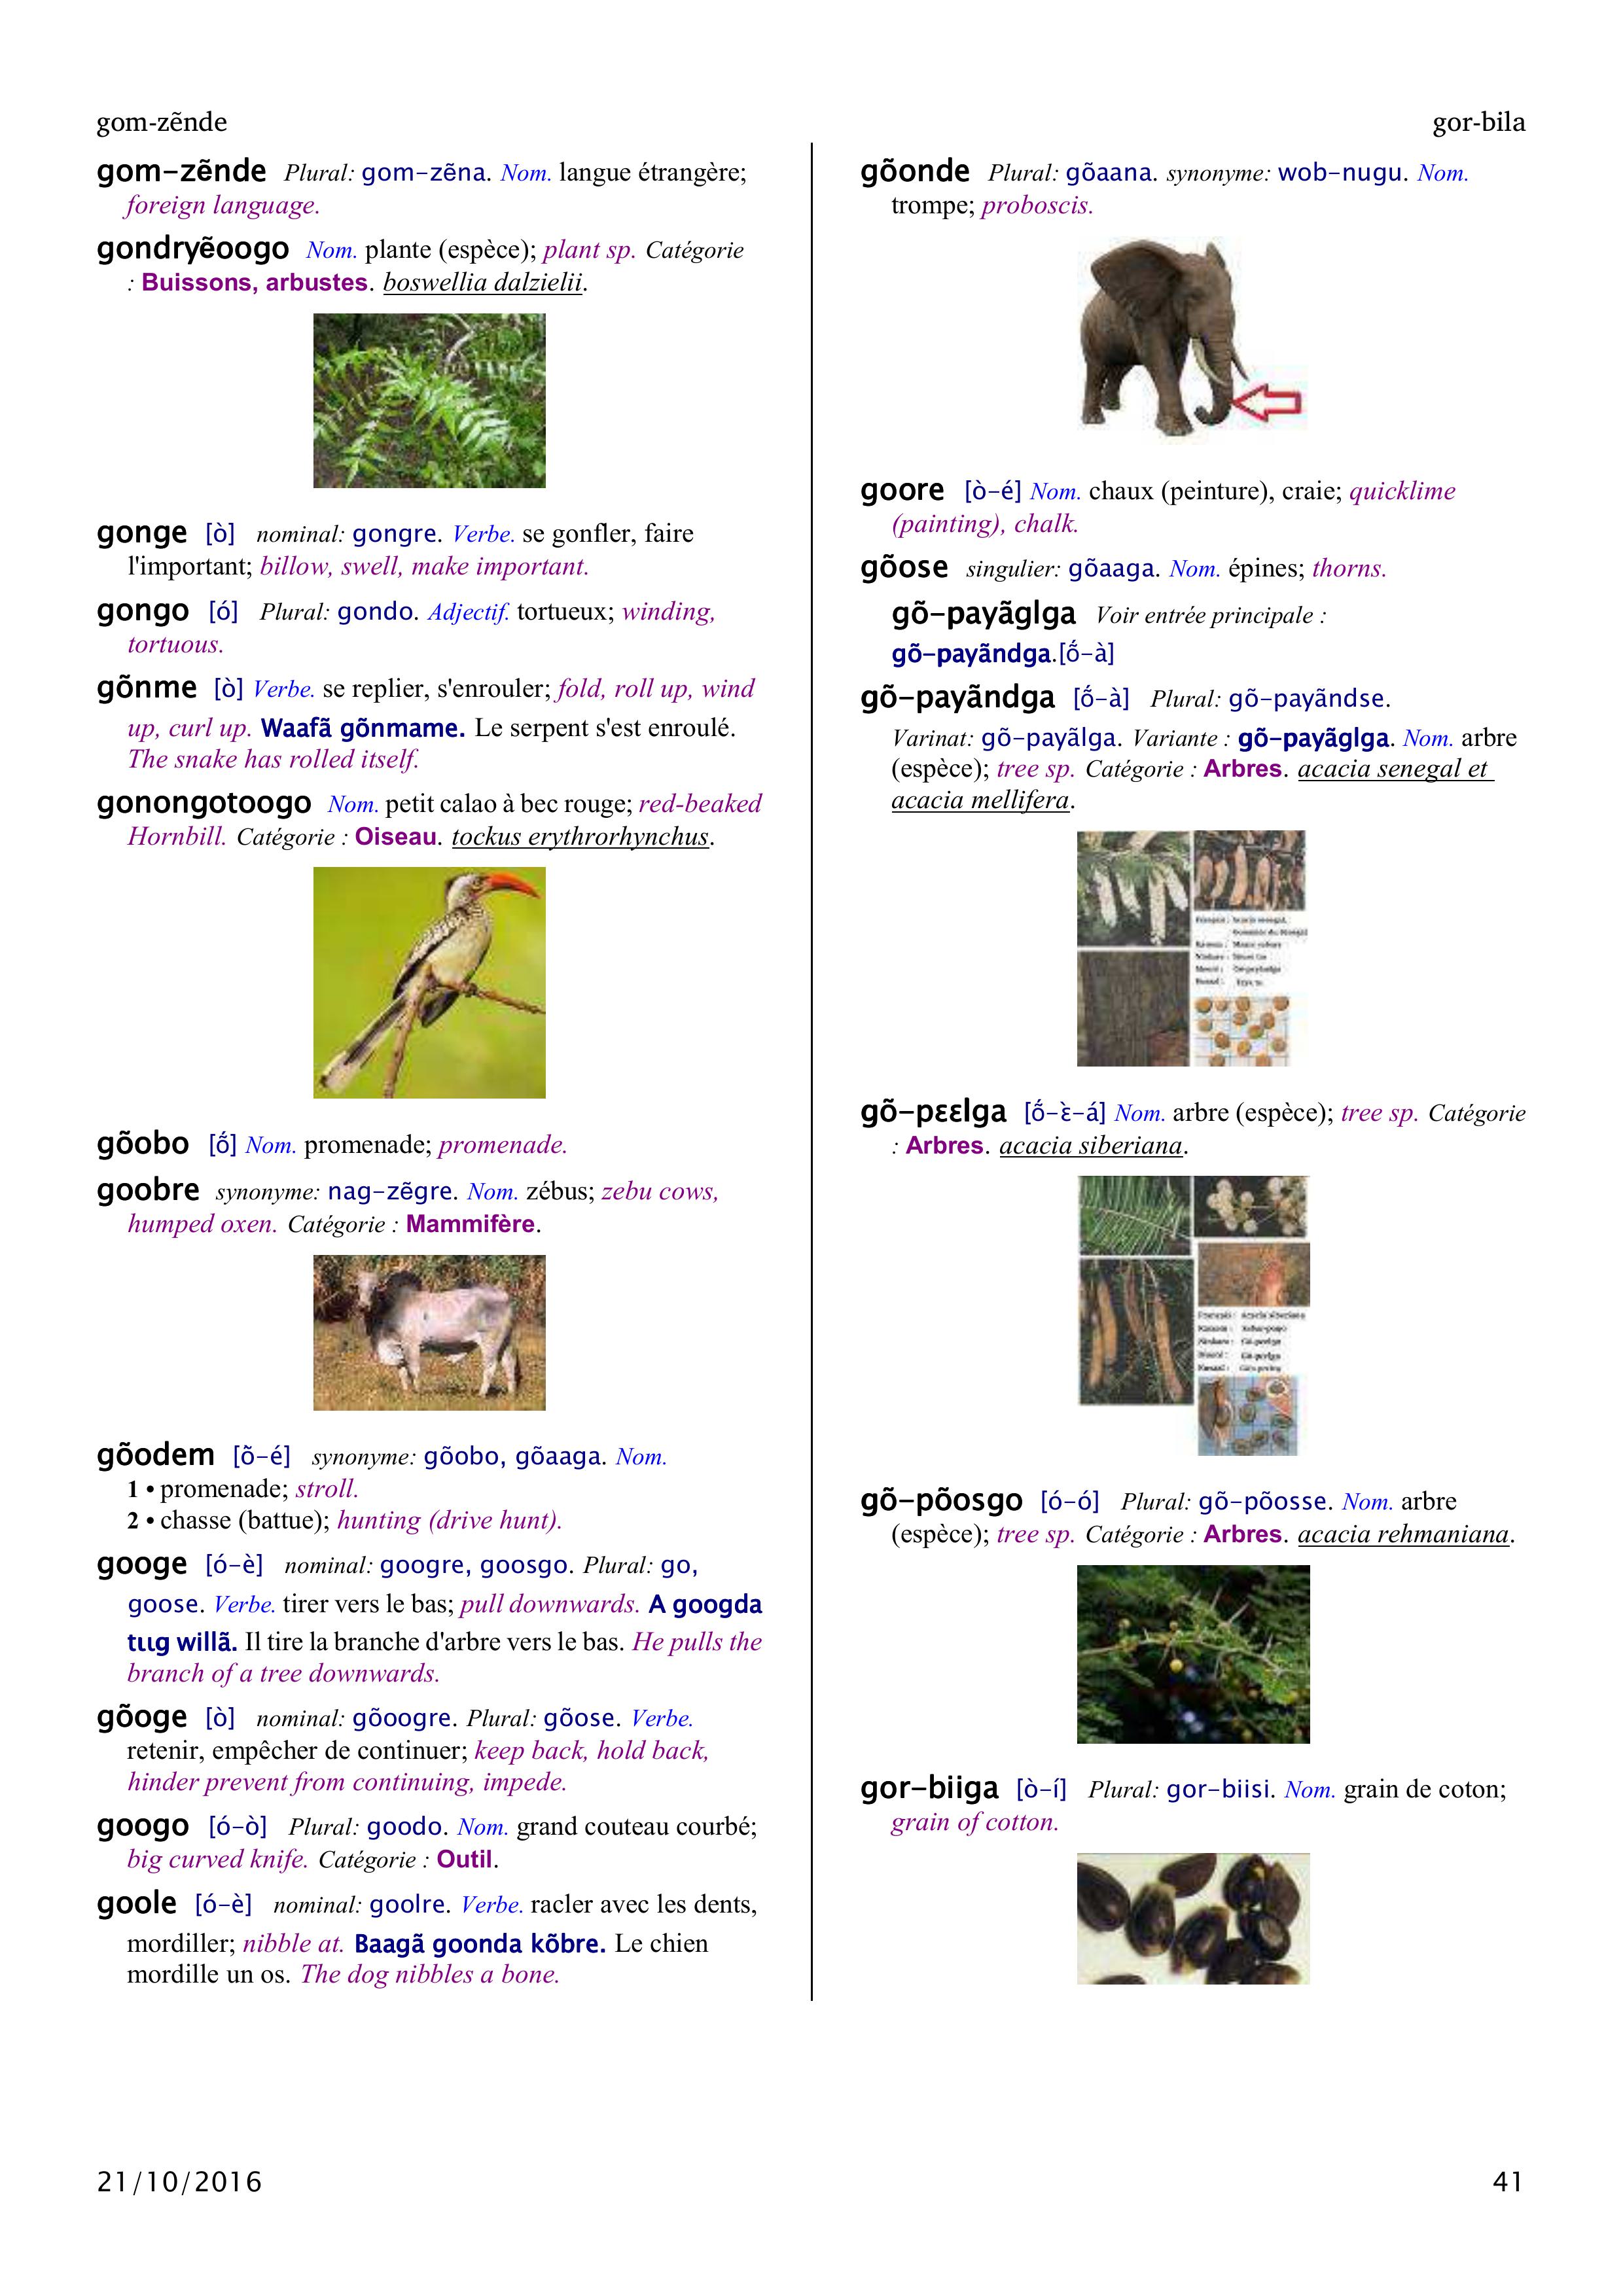 gom-zẽnde
gor-bila
gom–zẽnde Plural: gom–zẽna. Nom. langue étrangère;
foreign language.
gondryẽoogo Nom. plante (espèce); plant sp. Catégorie
: Buissons, arbustes. boswellia dalzielii.
gonge [ò] nominal: gongre. Verbe. se gonfler, faire
l'important; billow, swell, make important.
gongo [ó] Plural: gondo. Adjectif. tortueux; winding,
tortuous.
gõnme [ò] Verbe. se replier, s'enrouler; fold, roll up, wind
up, curl up. Waafã gõnmame. Le serpent s'est enroulé.
The snake has rolled itself.
gonongotoogo Nom. petit calao à bec rouge; red-beaked
Hornbill. Catégorie : Oiseau. tockus erythrorhynchus.
gõobo [ṍ] Nom. promenade; promenade.
goobre synonyme: nag–zẽgre. Nom. zébus; zebu cows,
humped oxen. Catégorie : Mammifère.
gõodem [õ̀–é] synonyme: gõobo, gõaaga. Nom.
1 • promenade; stroll.
2 • chasse (battue); hunting (drive hunt).
googe [ó–è] nominal: googre, goosgo. Plural: go,
goose. Verbe. tirer vers le bas; pull downwards. A googda
tɩɩg willã. Il tire la branche d'arbre vers le bas. He pulls the
branch of a tree downwards.
gõoge [ò] nominal: gõoogre. Plural: gõose. Verbe.
retenir, empêcher de continuer; keep back, hold back,
hinder prevent from continuing, impede.
googo [ó–ò] Plural: goodo. Nom. grand couteau courbé;
big curved knife. Catégorie : Outil.
goole [ó–è] nominal: goolre. Verbe. racler avec les dents,
mordiller; nibble at. Baagã goonda kõbre. Le chien
mordille un os. The dog nibbles a bone.
gõonde Plural: gõaana. synonyme: wob–nugu. Nom.
trompe; proboscis.
goore [ò–é] Nom. chaux (peinture), craie; quicklime
(painting), chalk.
gõose singulier: gõaaga. Nom. épines; thorns.
gõ–payãglga Voir entrée principale :
gõ–payãndga.[ṍ–à]
gõ–payãndga [ṍ–à] Plural: gõ–payãndse.
Varinat: gõ–payãlga. Variante : gõ–payãglga. Nom. arbre
(espèce); tree sp. Catégorie : Arbres. acacia senegal et
acacia mellifera.
gõ–pɛɛlga [ṍ–ɛ̀–á] Nom. arbre (espèce); tree sp. Catégorie
: Arbres. acacia siberiana.
gõ–põosgo [ó–ó] Plural: gõ–põosse. Nom. arbre
(espèce); tree sp. Catégorie : Arbres. acacia rehmaniana.
gor–biiga [ò–í] Plural: gor–biisi. Nom. grain de coton;
grain of cotton.
21/10/2016
41